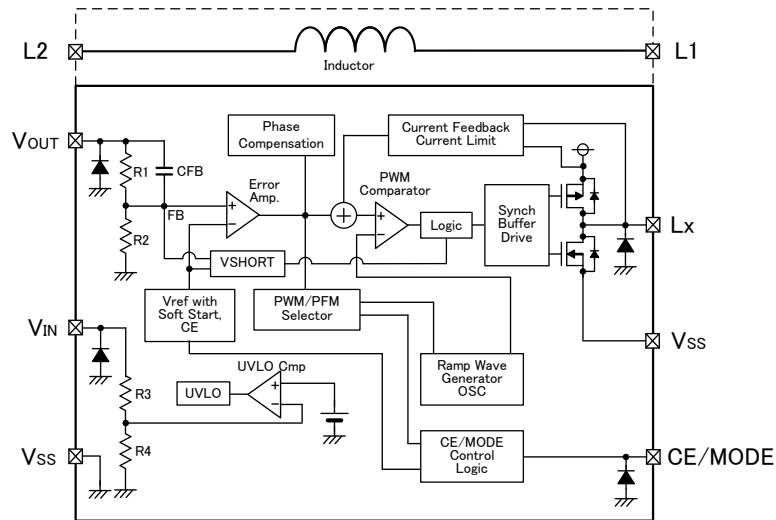 L2
L1
Inductor
VOUT
Phase
Compensation
Current Feedback
Current Limit
R1
CFB
Error
Amp.
PWM
Comparator
+
−
FB
+
+
−
Logic
Synch
Buffer
Drive
Lx
R2
VSHORT
Vref with
Soft Start,
CE
PWM/PFM
Selector
VIN
VSS
R3
UVLO Cmp
UVLO
+
−
Ramp Wave
Generator
OSC
R4
VSS
CE/MODE
Control
Logic
CE/MODE